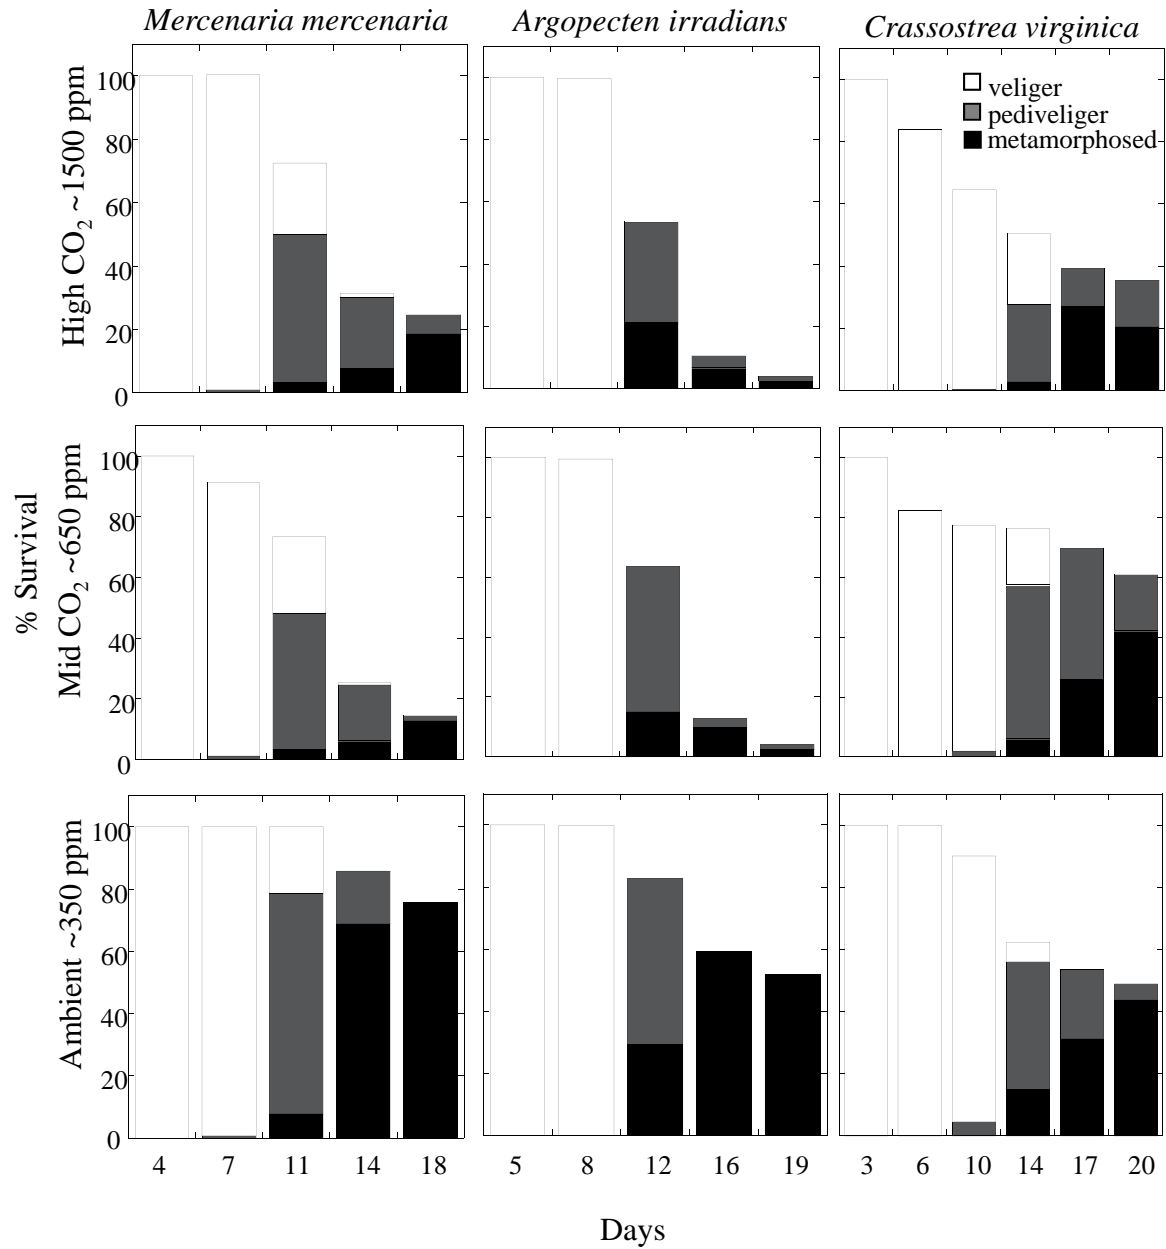 Mercenaria mercenaria
Argopecten irradians
Crassostrea virginica
% Survival
High CO2 ~1500 ppm
100
80
60
40
20
0
veliger
pediveliger
metamorphosed
Mid CO2 ~650 ppm
100
80
60
40
20
0
Ambient ~350 ppm
100
80
60
40
20
0
4 7 11 14 18 5 8 12 16 19 3 6 10 14 17 20
Days